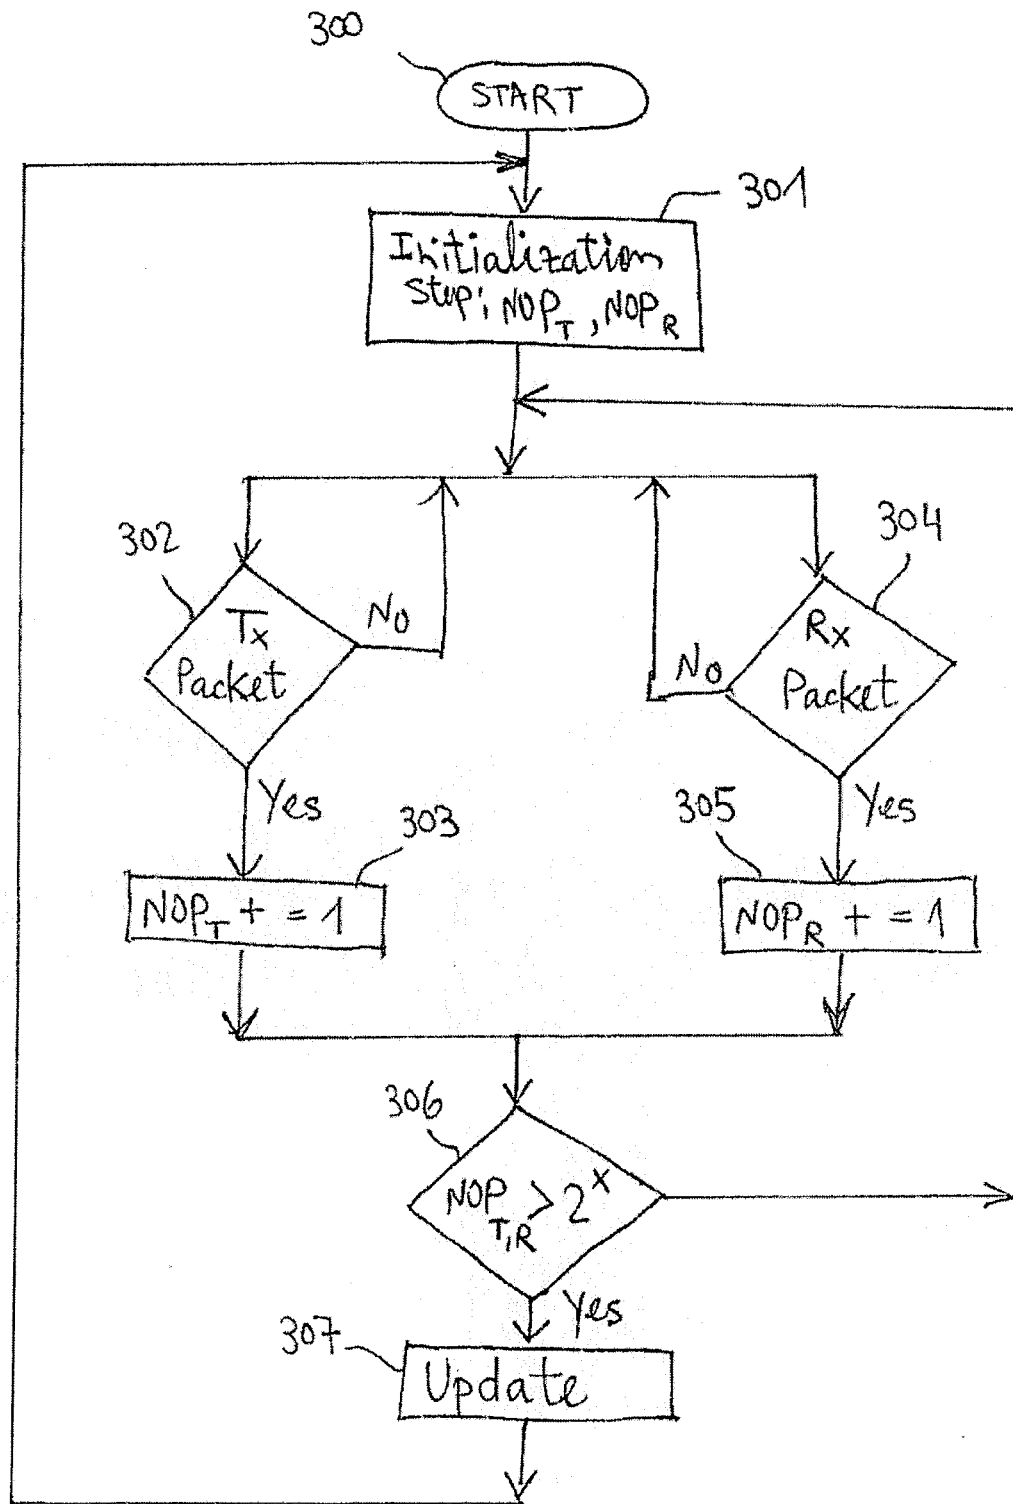 300
START
301
Initialization
Step; NOP_T, NOP_R
302
Tx
Packet
No
304
Rx
Packet
No
Yes
303
NOP_T + = 1
Yes
305
NOP_R + = 1
306
NOP_T,R > 2^x
Yes
307
Update